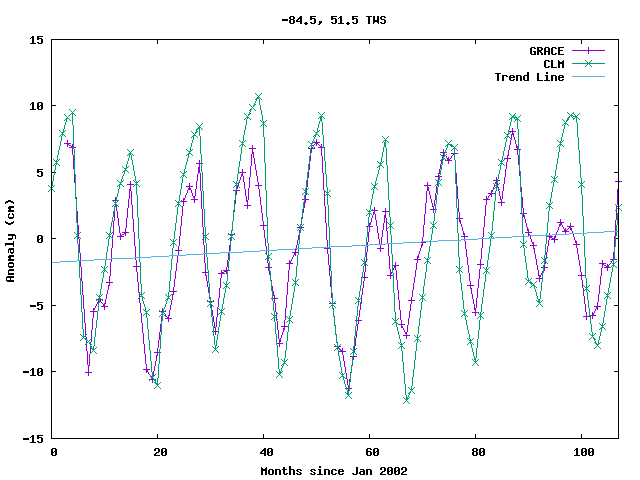 -84.5, 51.5 TWS
GRACE
CLM
Trend Line
15
10
5
0
-5
-10
-15
Anomaly (cm)
0 20 40 60 80 100
Months since Jan 2002